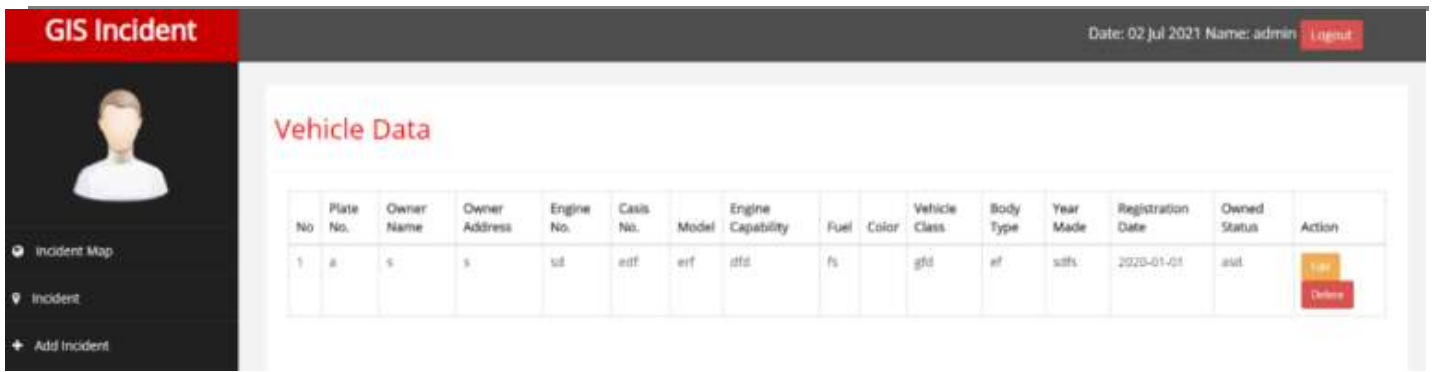 GIS Incident
Date: 02 Jul 2021 Name: admin Logout
Vehicle Data
No Plate No. Owner Name Owner Address Engine No. Casis No. Model Engine Capability Fuel Color Vehicle Class Body Type Year Made Registration Date Owned Status Action
1 a s s sd edf erf dfd fs gfd ef sdfs 2020-01-01 asd Edit
Delete
Incident Map
Incident
Add Incident